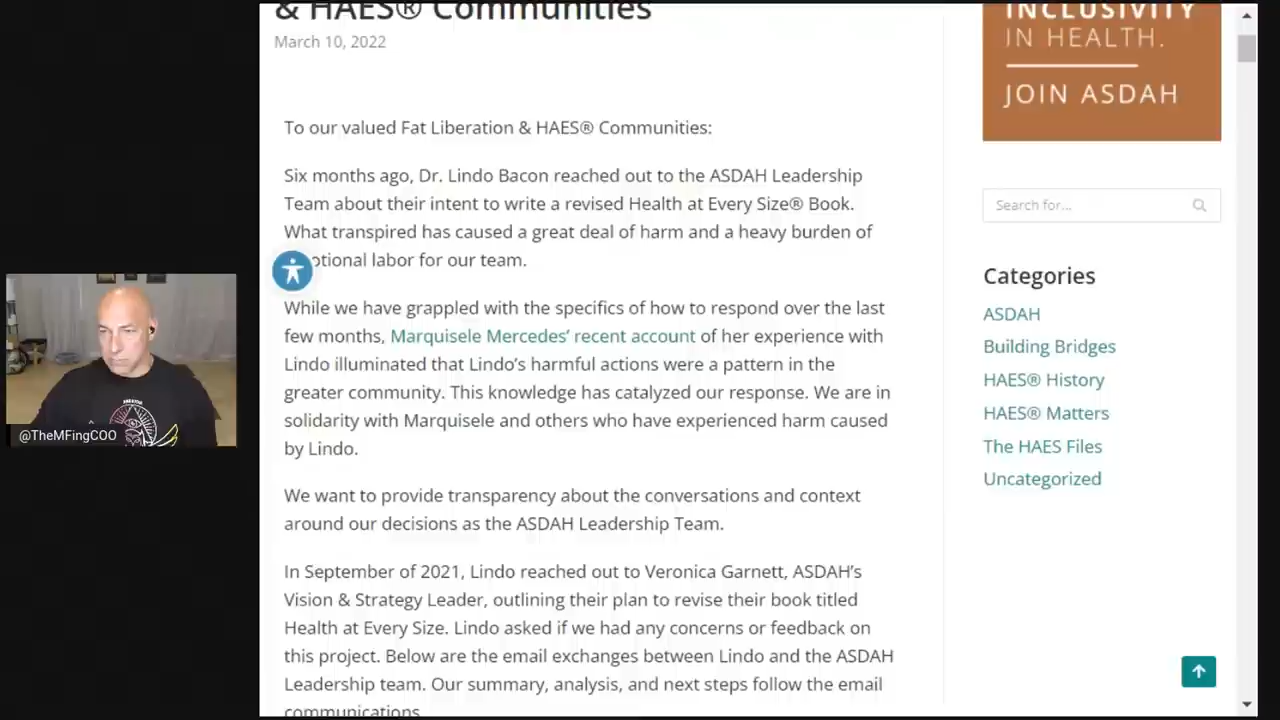 & HAES® Communities
March 10, 2022
To our valued Fat Liberation & HAES® Communities:
Six months ago, Dr. Lindo Bacon reached out to the ASDAH Leadership
Team about their intent to write a revised Health at Every Size® Book.
What transpired has caused a great deal of harm and a heavy burden of
otional labor for our team.
While we have grappled with the specifics of how to respond over the last
few months, Marquisele Mercedes’ recent account of her experience with
Lindo illuminated that Lindo’s harmful actions were a pattern in the
greater community. This knowledge has catalyzed our response. We are in
solidarity with Marquisele and others who have experienced harm caused
by Lindo.
We want to provide transparency about the conversations and context
around our decisions as the ASDAH Leadership Team.
In September of 2021, Lindo reached out to Veronica Garnett, ASDAH’s
Vision & Strategy Leader, outlining their plan to revise their book titled
Health at Every Size. Lindo asked if we had any concerns or feedback on
this project. Below are the email exchanges between Lindo and the ASDAH
Leadership team. Our summary, analysis, and next steps follow the email
communications.
INCLUSIVITY
IN HEALTH.
JOIN ASDAH
Search for...
Categories
ASDAH
Building Bridges
HAES® History
HAES® Matters
The HAES Files
Uncategorized
@TheMFingCOO